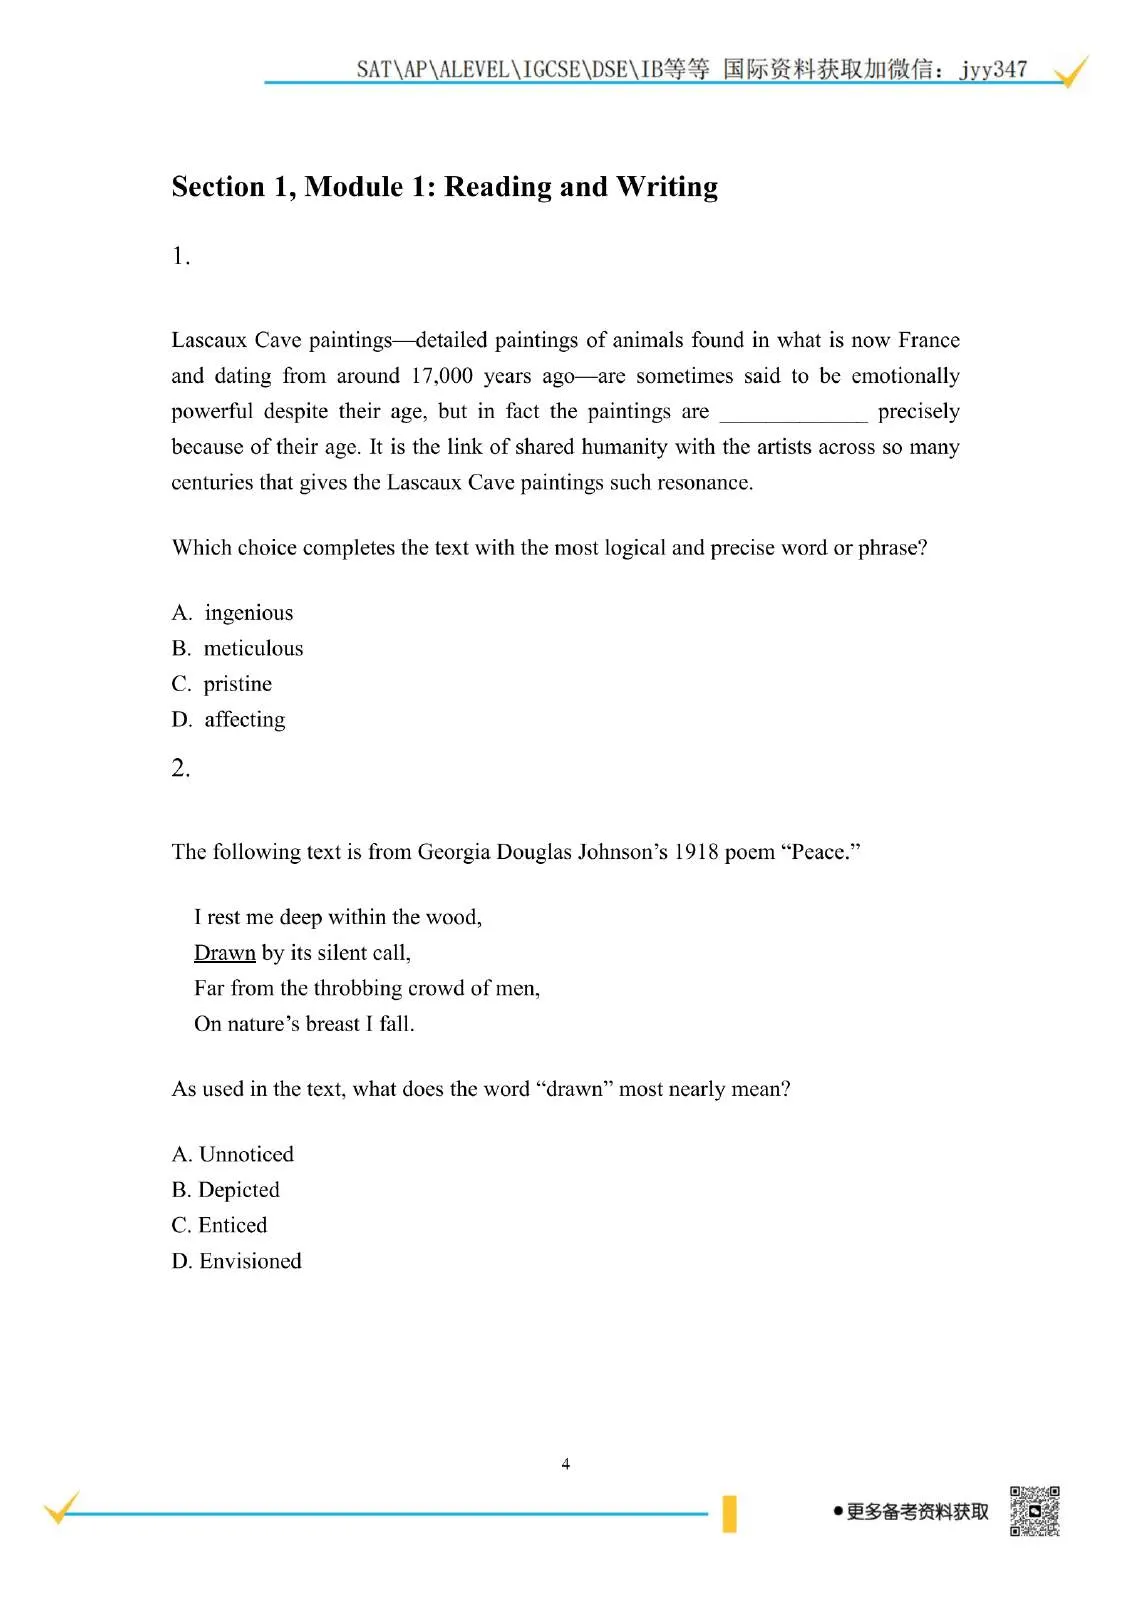 SAT\AP\ALEVEL\IGCSE\DSE\IB等等 国际资料获取加微信：jyy347
Section 1, Module 1: Reading and Writing
1.
Lascaux Cave paintings—detailed paintings of animals found in what is now France
and dating from around 17,000 years ago—are sometimes said to be emotionally
powerful despite their age, but in fact the paintings are _____________ precisely
because of their age. It is the link of shared humanity with the artists across so many
centuries that gives the Lascaux Cave paintings such resonance.
Which choice completes the text with the most logical and precise word or phrase?
A. ingenious
B. meticulous
C. pristine
D. affecting
2.
The following text is from Georgia Douglas Johnson’s 1918 poem “Peace.”
I rest me deep within the wood,
Drawn by its silent call,
Far from the throbbing crowd of men,
On nature’s breast I fall.
As used in the text, what does the word “drawn” most nearly mean?
A. Unnoticed
B. Depicted
C. Enticed
D. Envisioned
4
●更多备考资料获取